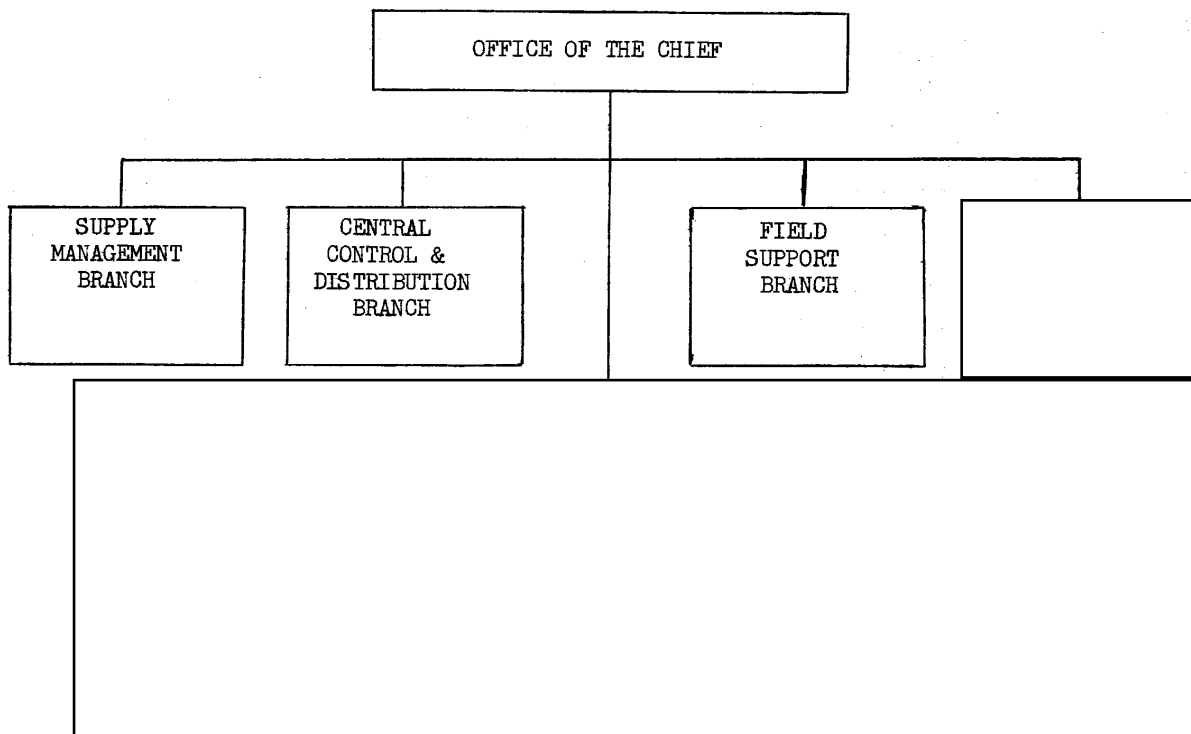 OFFICE OF THE CHIEF
SUPPLY
MANAGEMENT
BRANCH
CENTRAL
CONTROL &
DISTRIBUTION
BRANCH
FIELD
SUPPORT
BRANCH